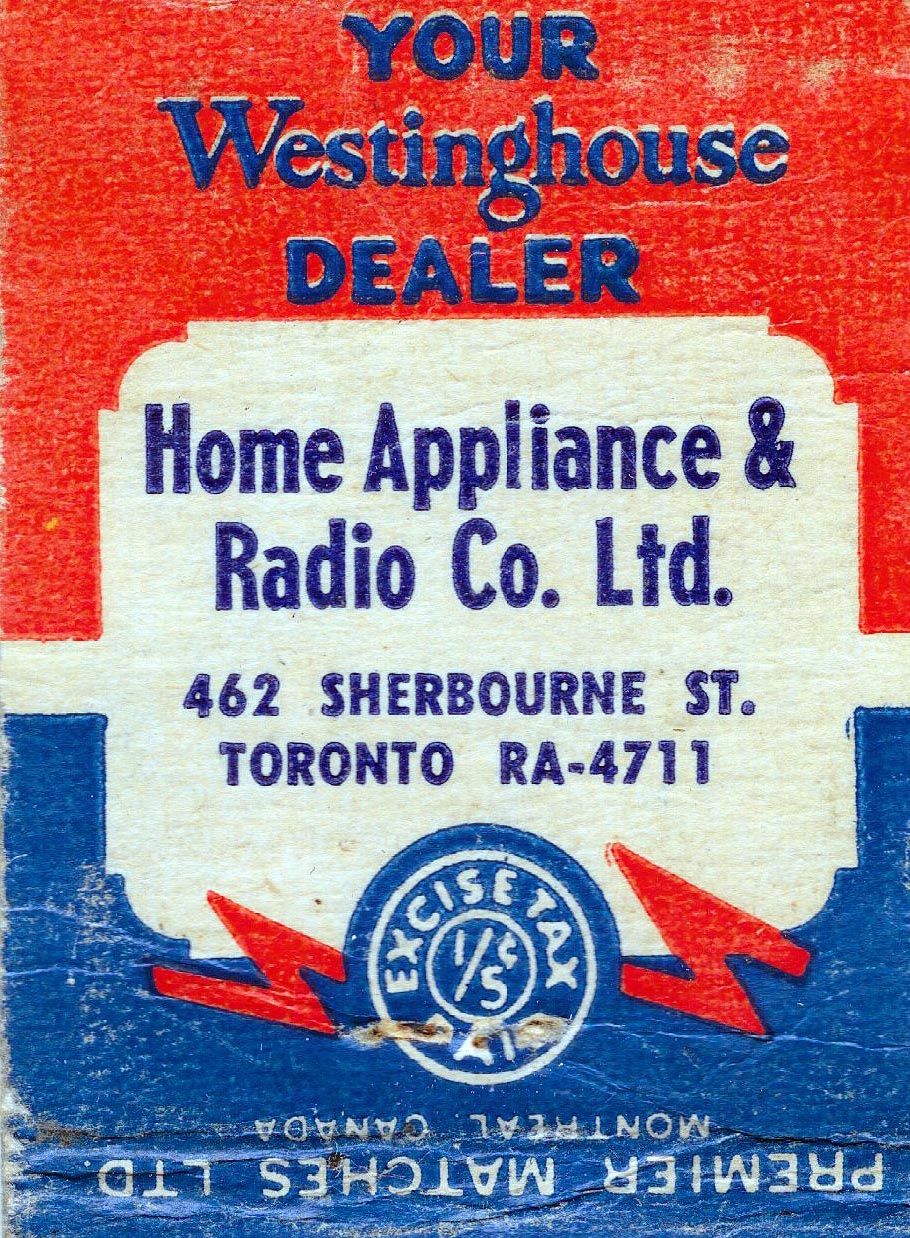 YOUR
Westinghouse
DEALER
Home Appliance &
Radio Co. Ltd.
462 SHERBOURNE ST.
TORONTO RA-4711
EXCISE TAX
1/5¢
PREMIER MATCHES LTD.
MONTREAL CANADA